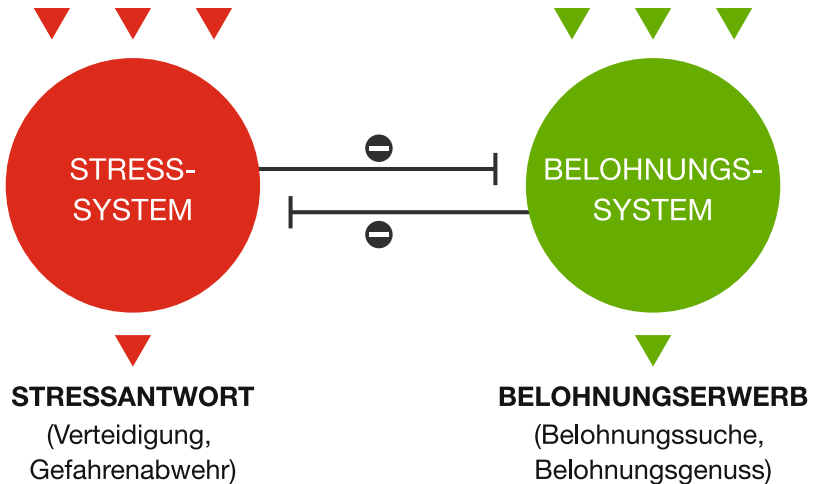 STRESS-
SYSTEM
BELOHNUNGS-
SYSTEM
STRESSANTWORT
(Verteidigung,
Gefahrenabwehr)
BELOHNUNGSERWERB
(Belohnungssuche,
Belohnungsgenuss)